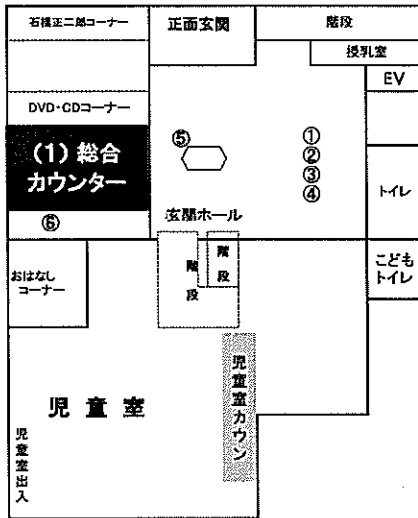 石橋正二郎コーナー
正面玄関
階段
授乳室
EV
DVD・CDコーナー
(1) 総合
カウンター
⑤
①
②
③
④
トイレ
⑥
玄関ホール
階段
階段
おはなし
コーナー
こども
トイレ
児童室
児童室カウン
児童室出入